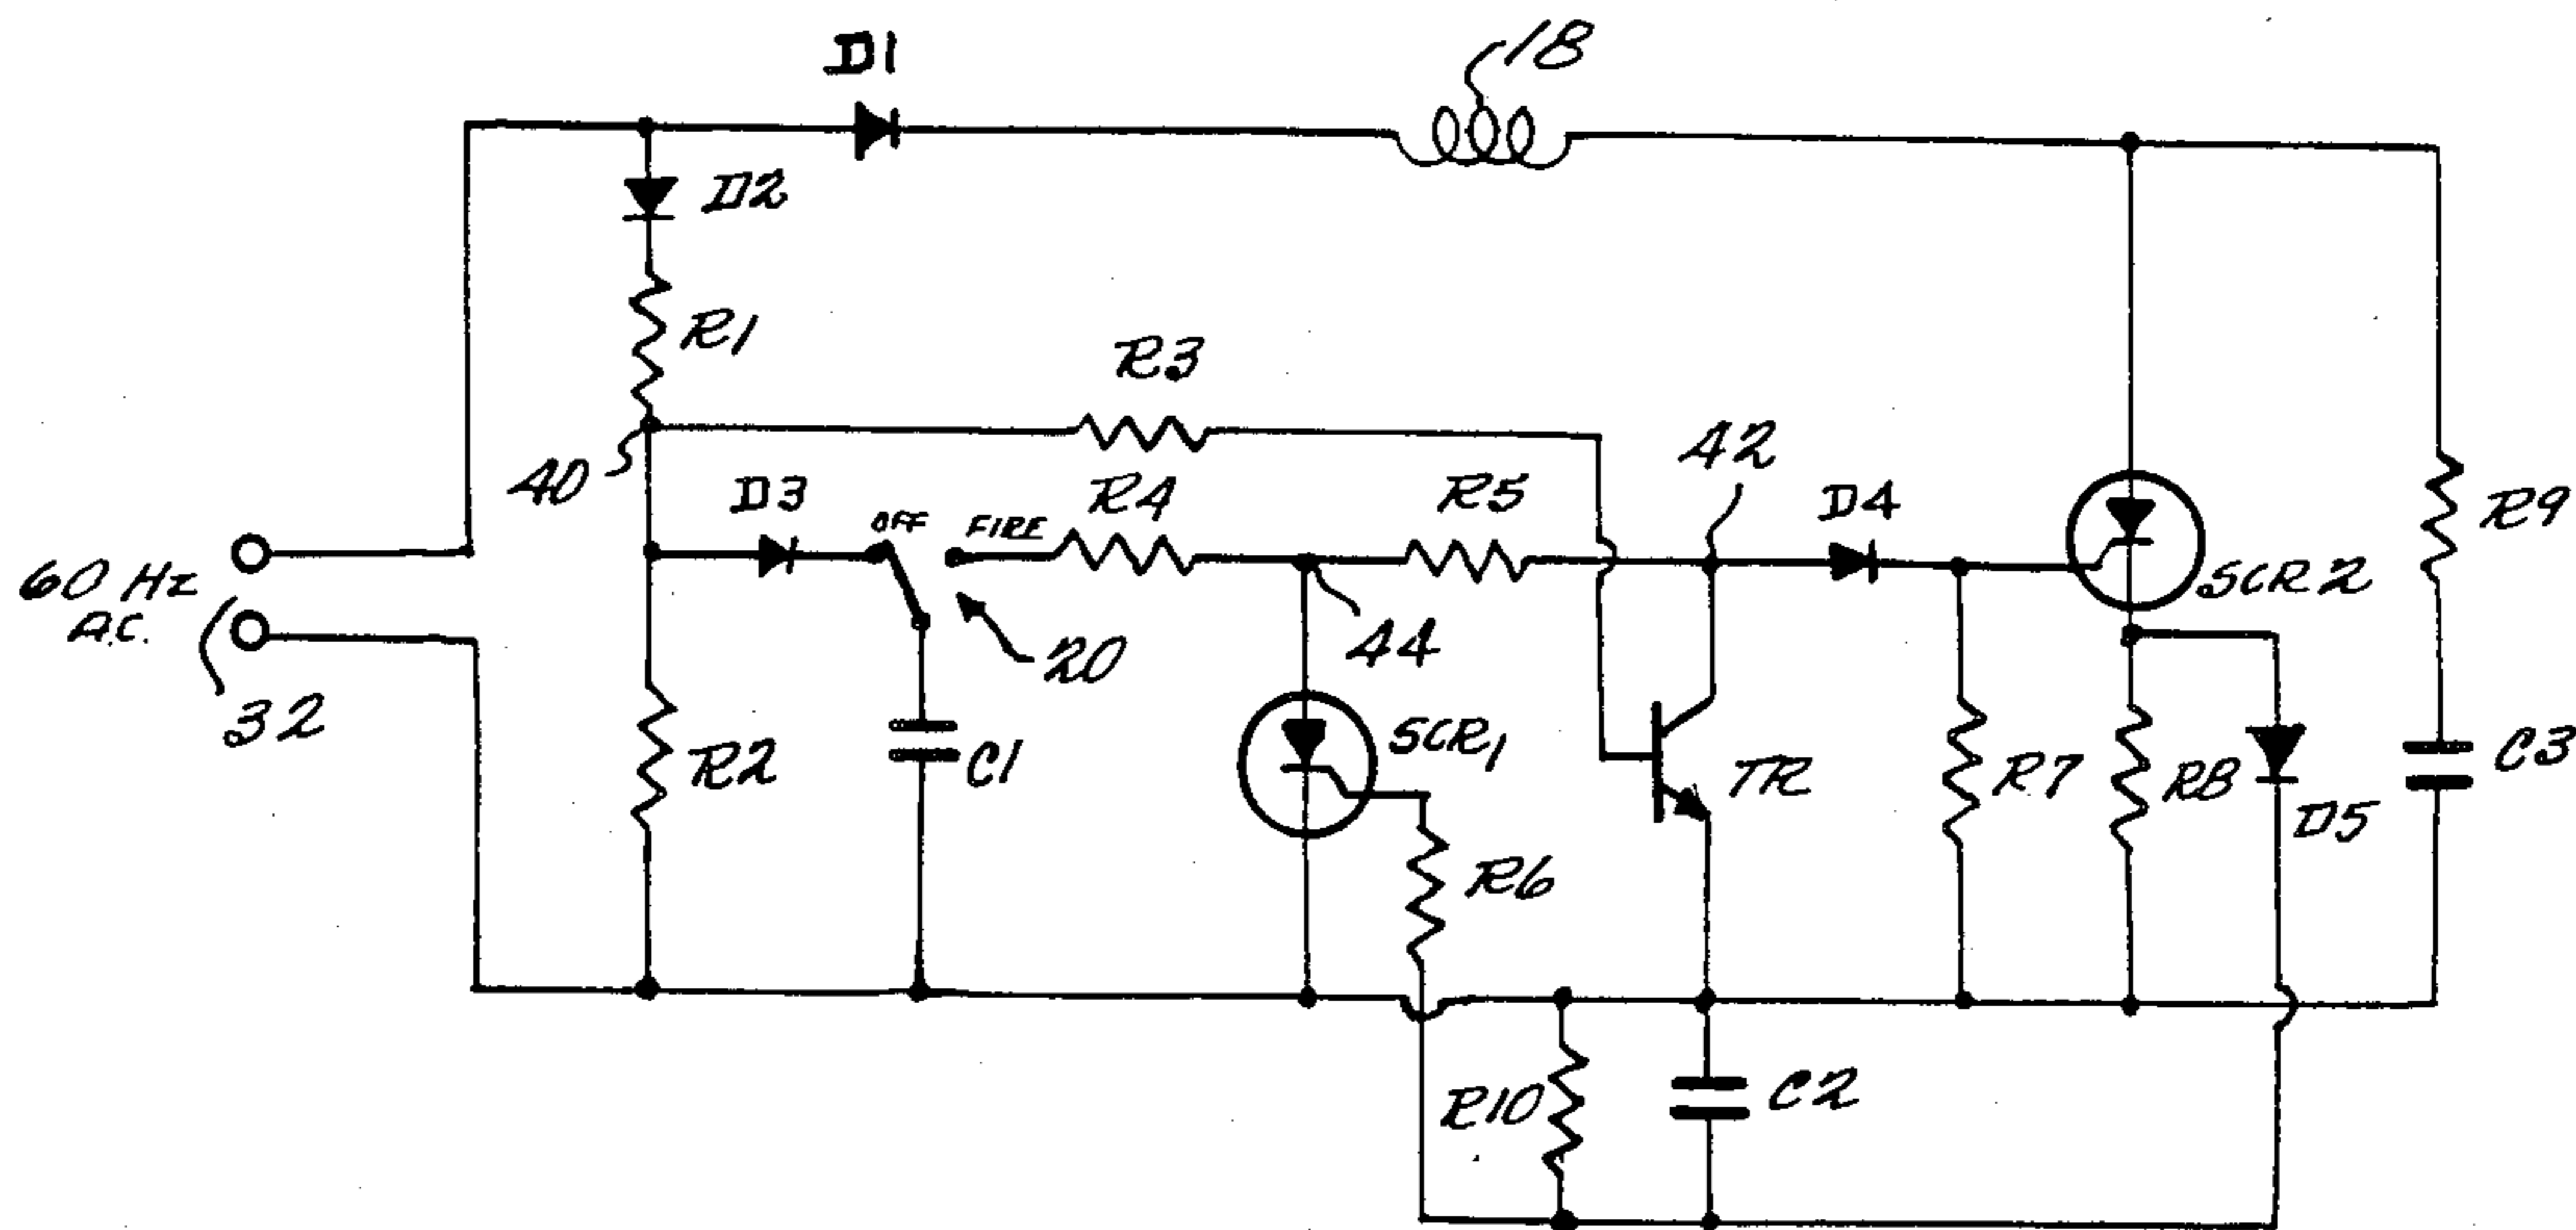 D1
18
D2
R1
R3
40
D3
OFF
FIRE
R4
R5
42
D4
R9
60 Hz
A.C.
SCR2
32
20
44
R2
C1
SCR1
TR
R7
R8
D5
C3
R6
R10
C2